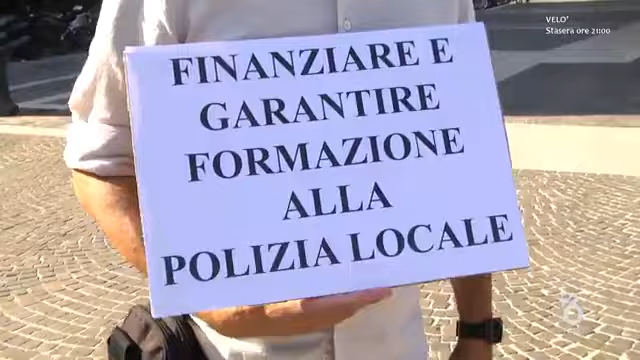 VELO'
Stasera ore 21:00
FINANZIARE E
GARANTIRE
FORMAZIONE
ALLA
POLIZIA LOCALE